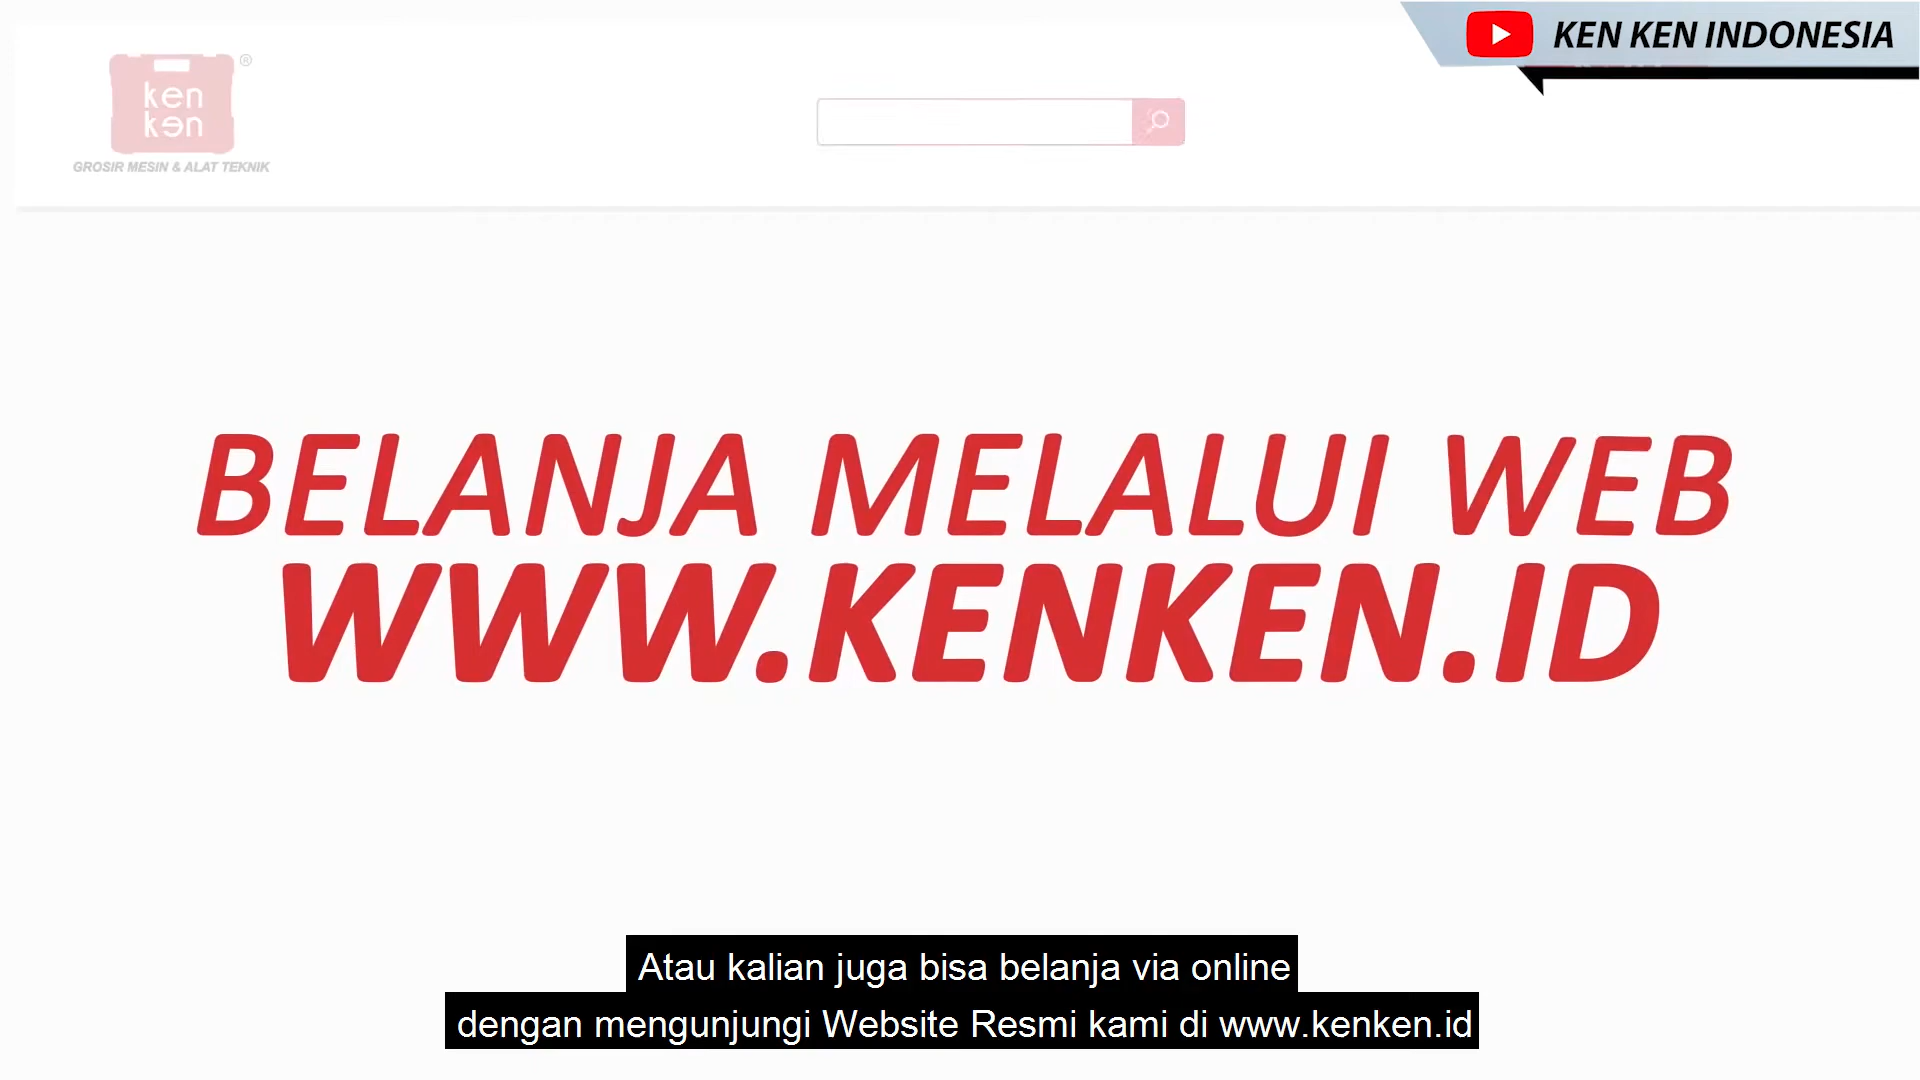 KEN KEN INDONESIA
ken
ken
®
GROSIR MESIN & ALAT TEKNIK
BELANJA MELALUI WEB
WWW.KENKEN.ID
Atau kalian juga bisa belanja via online
dengan mengunjungi Website Resmi kami di www.kenken.id